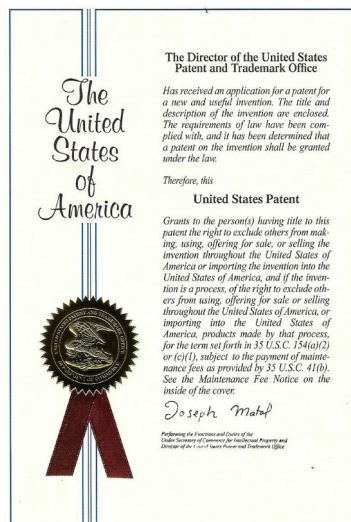 The
United
States
of
America
The Director of the United States
Patent and Trademark Office
Has received an application for a patent for
a new and useful invention. The title and
description of the invention are enclosed.
The requirements of law have been com-
plied with, and it has been determined that
a patent on the invention shall be granted
under the law.
Therefore, this
United States Patent
Grants to the person(s) having title to this
patent the right to exclude others from mak-
ing, using, offering for sale, or selling the
invention throughout the United States of
America or importing the invention into the
United States of America, and if the inven-
tion is a process, of the right to exclude oth-
ers from using, offering for sale or selling
throughout the United States of America, or
importing into the United States of
America, products made by that process,
for the term set forth in 35 U.S.C. 154(a)(2)
or (c)(1), subject to the payment of mainte-
nance fees as provided by 35 U.S.C. 41(b).
See the Maintenance Fee Notice on the
inside of the cover.
Joseph Matal
Performing the Functions and Duties of the
Under Secretary of Commerce for Intellectual Property and
Director of the United States Patent and Trademark Office